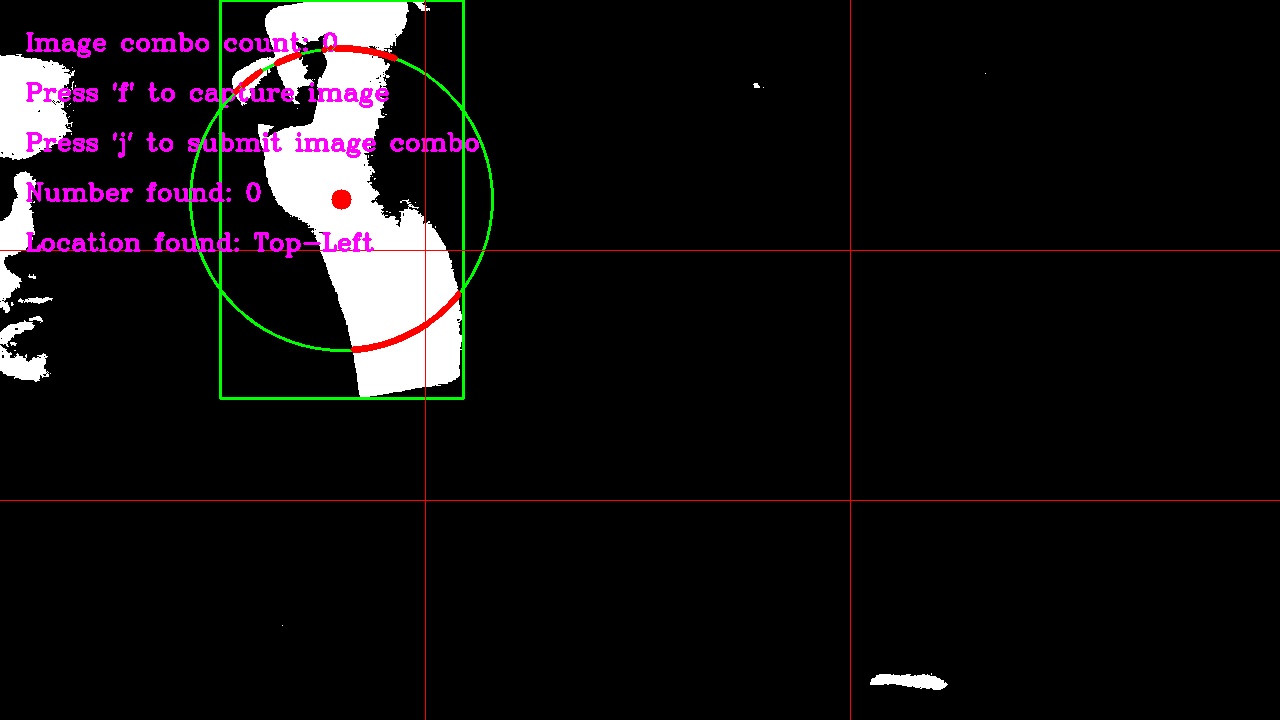 Image combo count: 0
Press 'f' to capture image
Press 'j' to submit image combo
Number found: 0
Location found: Top-Left